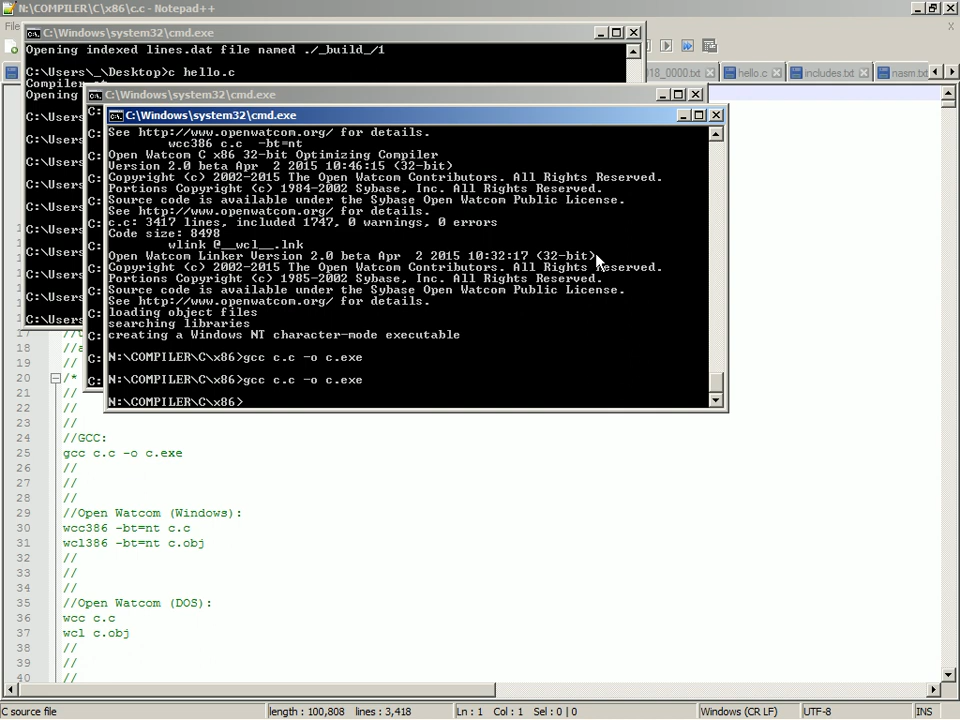 N:\COMPILER\C\x86\c.c - Notepad++
File
C:\Windows\system32\cmd.exe
Opening indexed lines.dat file named ./_build_/1
C:\Users\_\Desktop>c hello.c
Opening
018_0000.txt
hello.c
includes.txt
nasm.txt
C:\Users
C:\Users
C:\Users
C:\Users
C:\Users
C:\Users
C:\Users
C:\Users
C:\Users
C:\Users
C:\Windows\system32\cmd.exe
C:\Windows\system32\cmd.exe
See http://www.openwatcom.org/ for details.
wcc386 c.c -bt=nt
Open Watcom C x86 32-bit Optimizing Compiler
Version 2.0 beta Apr 2 2015 10:46:15 (32-bit)
Copyright (c) 2002-2015 The Open Watcom Contributors. All Rights Reserved.
Portions Copyright (c) 1984-2002 Sybase, Inc. All Rights Reserved.
Source code is available under the Sybase Open Watcom Public License.
See http://www.openwatcom.org/ for details.
c.c: 3417 lines, included 1747, 0 warnings, 0 errors
Code size: 8498
wlink @__wcl__.lnk
Open Watcom Linker Version 2.0 beta Apr 2 2015 10:32:17 (32-bit)
Copyright (c) 2002-2015 The Open Watcom Contributors. All Rights Reserved.
Portions Copyright (c) 1985-2002 Sybase, Inc. All Rights Reserved.
Source code is available under the Sybase Open Watcom Public License.
See http://www.openwatcom.org/ for details.
loading object files
searching libraries
creating a Windows NT character-mode executable
N:\COMPILER\C\x86>gcc c.c -o c.exe
N:\COMPILER\C\x86>gcc c.c -o c.exe
N:\COMPILER\C\x86>
18 //a
19 //
20 /*
21 //
22 //
23 //
24 //GCC:
25 gcc c.c -o c.exe
26 //
27 //
28 //
29 //Open Watcom (Windows):
30 wcc386 -bt=nt c.c
31 wcl386 -bt=nt c.obj
32 //
33 //
34 //
35 //Open Watcom (DOS):
36 wcc c.c
37 wcl c.obj
38 //
39 //
40 //
C source file
length : 100,808 lines : 3,418
Ln : 1 Col : 1 Sel : 0 | 0
Windows (CR LF)
UTF-8
INS